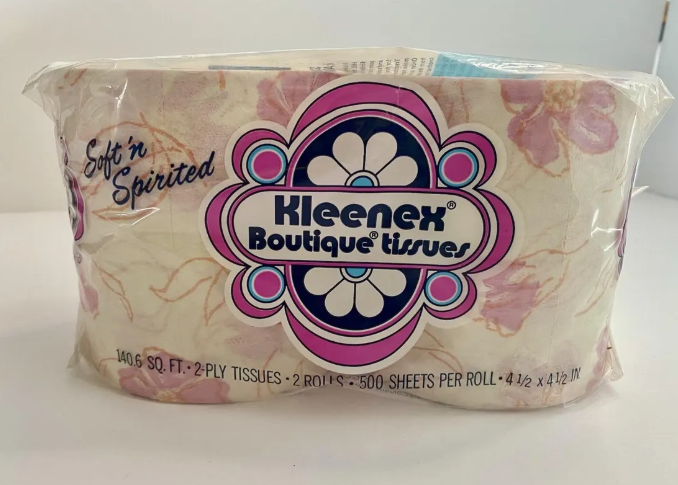 Soft 'n
Spirited
Kleenex®
Boutique® tissues
140.6 SQ. FT. • 2-PLY TISSUES • 2 ROLLS • 500 SHEETS PER ROLL • 4 1/2 x 4 1/2 IN